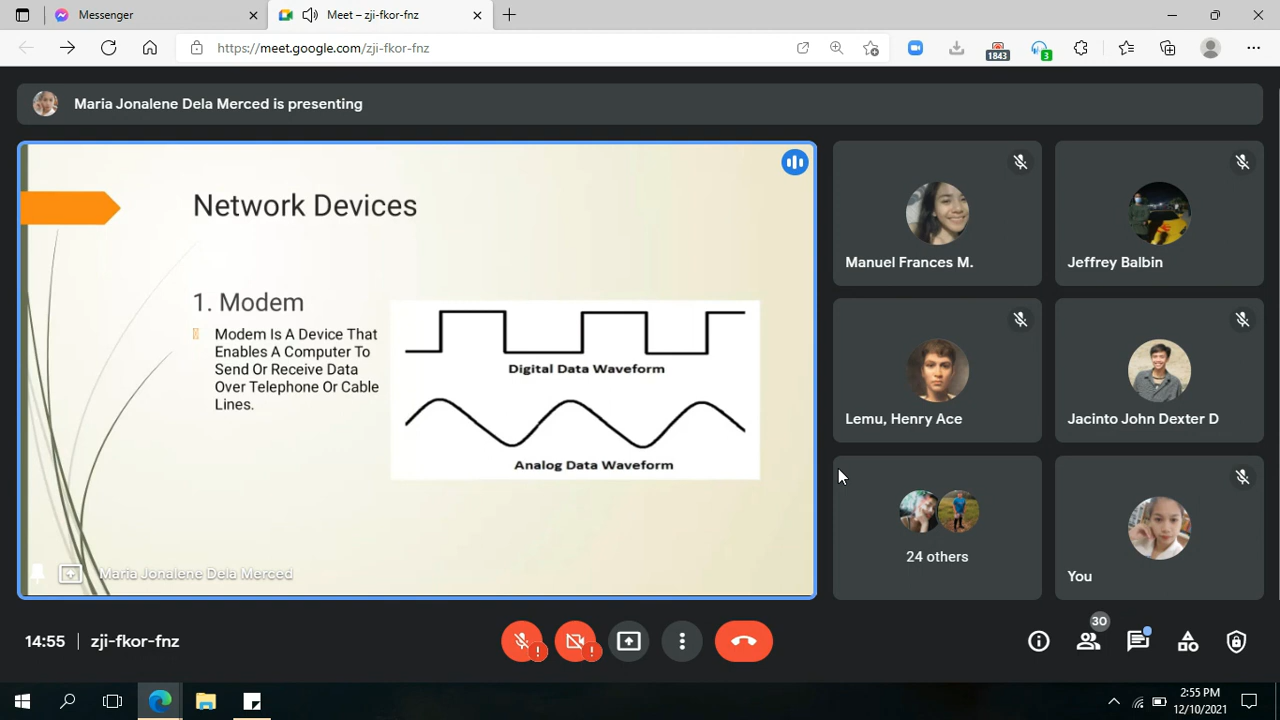 Messenger
Meet – zji-fkor-fnz
https://meet.google.com/zji-fkor-fnz
1843
3
Maria Jonalene Dela Merced is presenting
Network Devices
1. Modem
Modem Is A Device That
Enables A Computer To
Send Or Receive Data
Over Telephone Or Cable
Lines.
Digital Data Waveform
Analog Data Waveform
Maria Jonalene Dela Merced
Manuel Frances M.
Jeffrey Balbin
Lemu, Henry Ace
Jacinto John Dexter D
24 others
You
14:55
zji-fkor-fnz
30
2:55 PM
12/10/2021